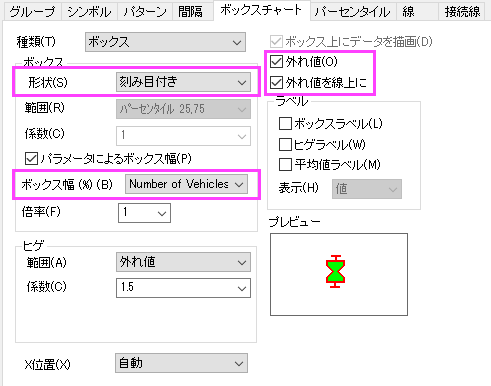 グループ シンボル パターン 間隔 ボックスチャート パーセンタイル 線 接続線
種類(T) ボックス
ボックス
形状(S) 刻み目付き
範囲(R) パーセンタイル 25,75
係数(C) 1
パラメータによるボックス幅(P)
ボックス幅 (%) (B) Number of Vehicles
倍率(F) 1
ヒゲ
範囲(A) 外れ値
係数(C) 1.5
X位置(X) 自動
ボックス上にデータを描画(D)
外れ値(O)
外れ値を線上に
ラベル
ボックスラベル(L)
ヒゲラベル(W)
平均値ラベル(M)
表示(H) 値
プレビュー